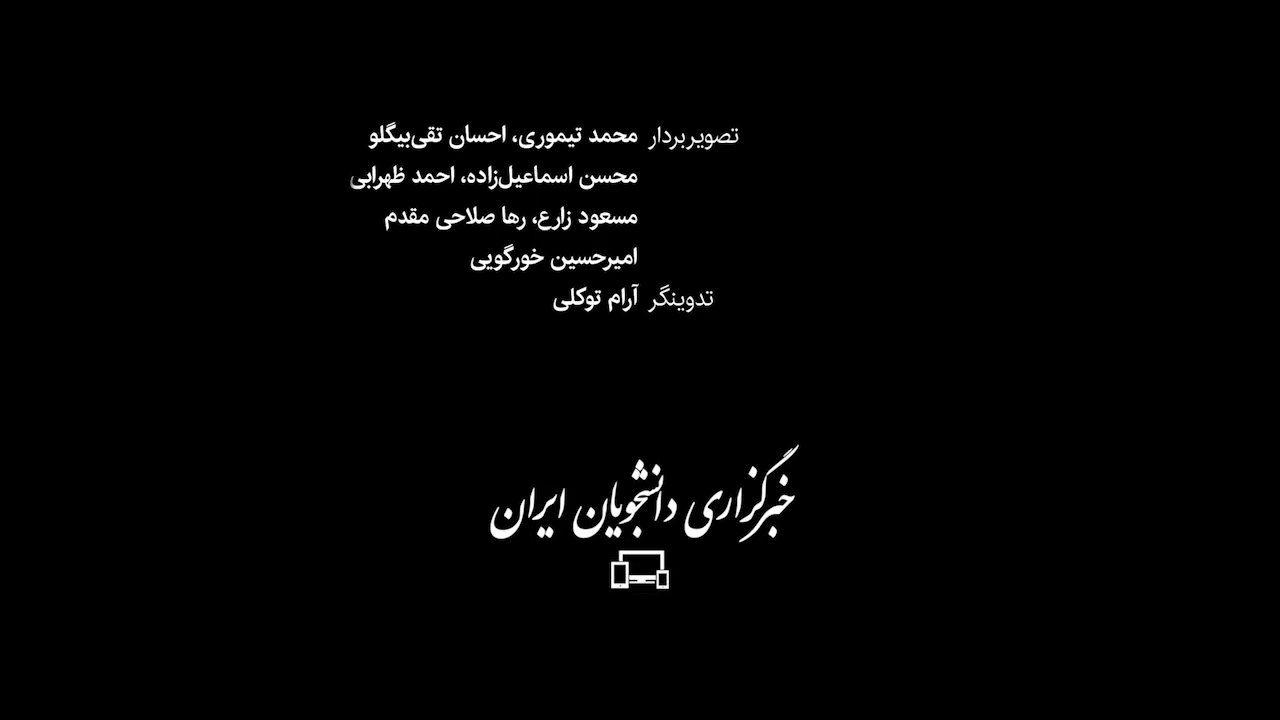 تصویربردار محمد تیموری، احسان تقی‌بیگلو
محسن اسماعیل‌زاده، احمد ظهرابی
مسعود زارع، رها صلاحی مقدم
امیرحسین خورگویی
تدوینگر آرام توکلی
خبرگزاری دانشجویان ایران